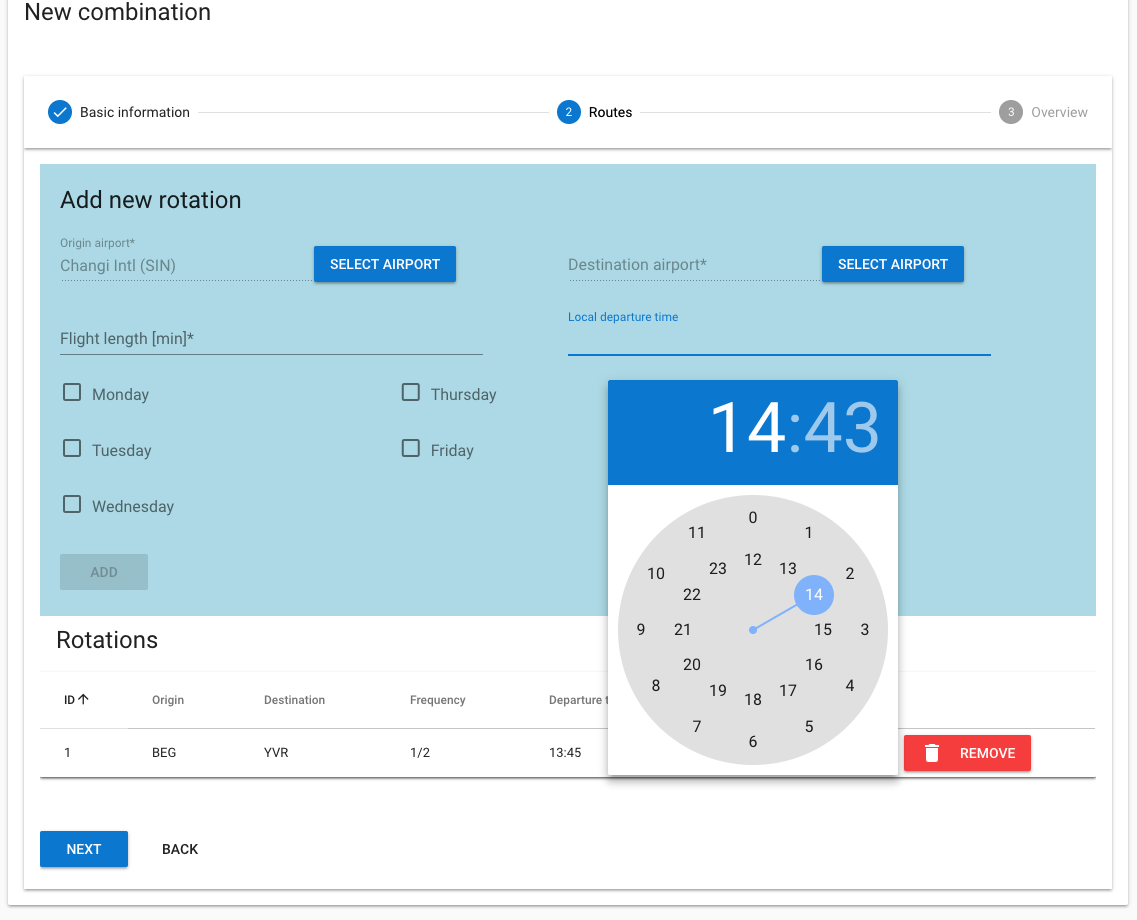 New combination
Basic information
2 Routes
3 Overview
Add new rotation
Origin airport*
Changi Intl (SIN)
SELECT AIRPORT
Destination airport*
SELECT AIRPORT
Flight length [min]*
Local departure time
Monday
Thursday
Tuesday
Friday
Wednesday
ADD
14:43
0
11 1
12
23 13
10 2
22 14
9 21 15 3
20 16
8 4
19 17
18
7 5
6
Rotations
ID Origin Destination Frequency Departure
1 BEG YVR 1/2 13:45 REMOVE
NEXT BACK